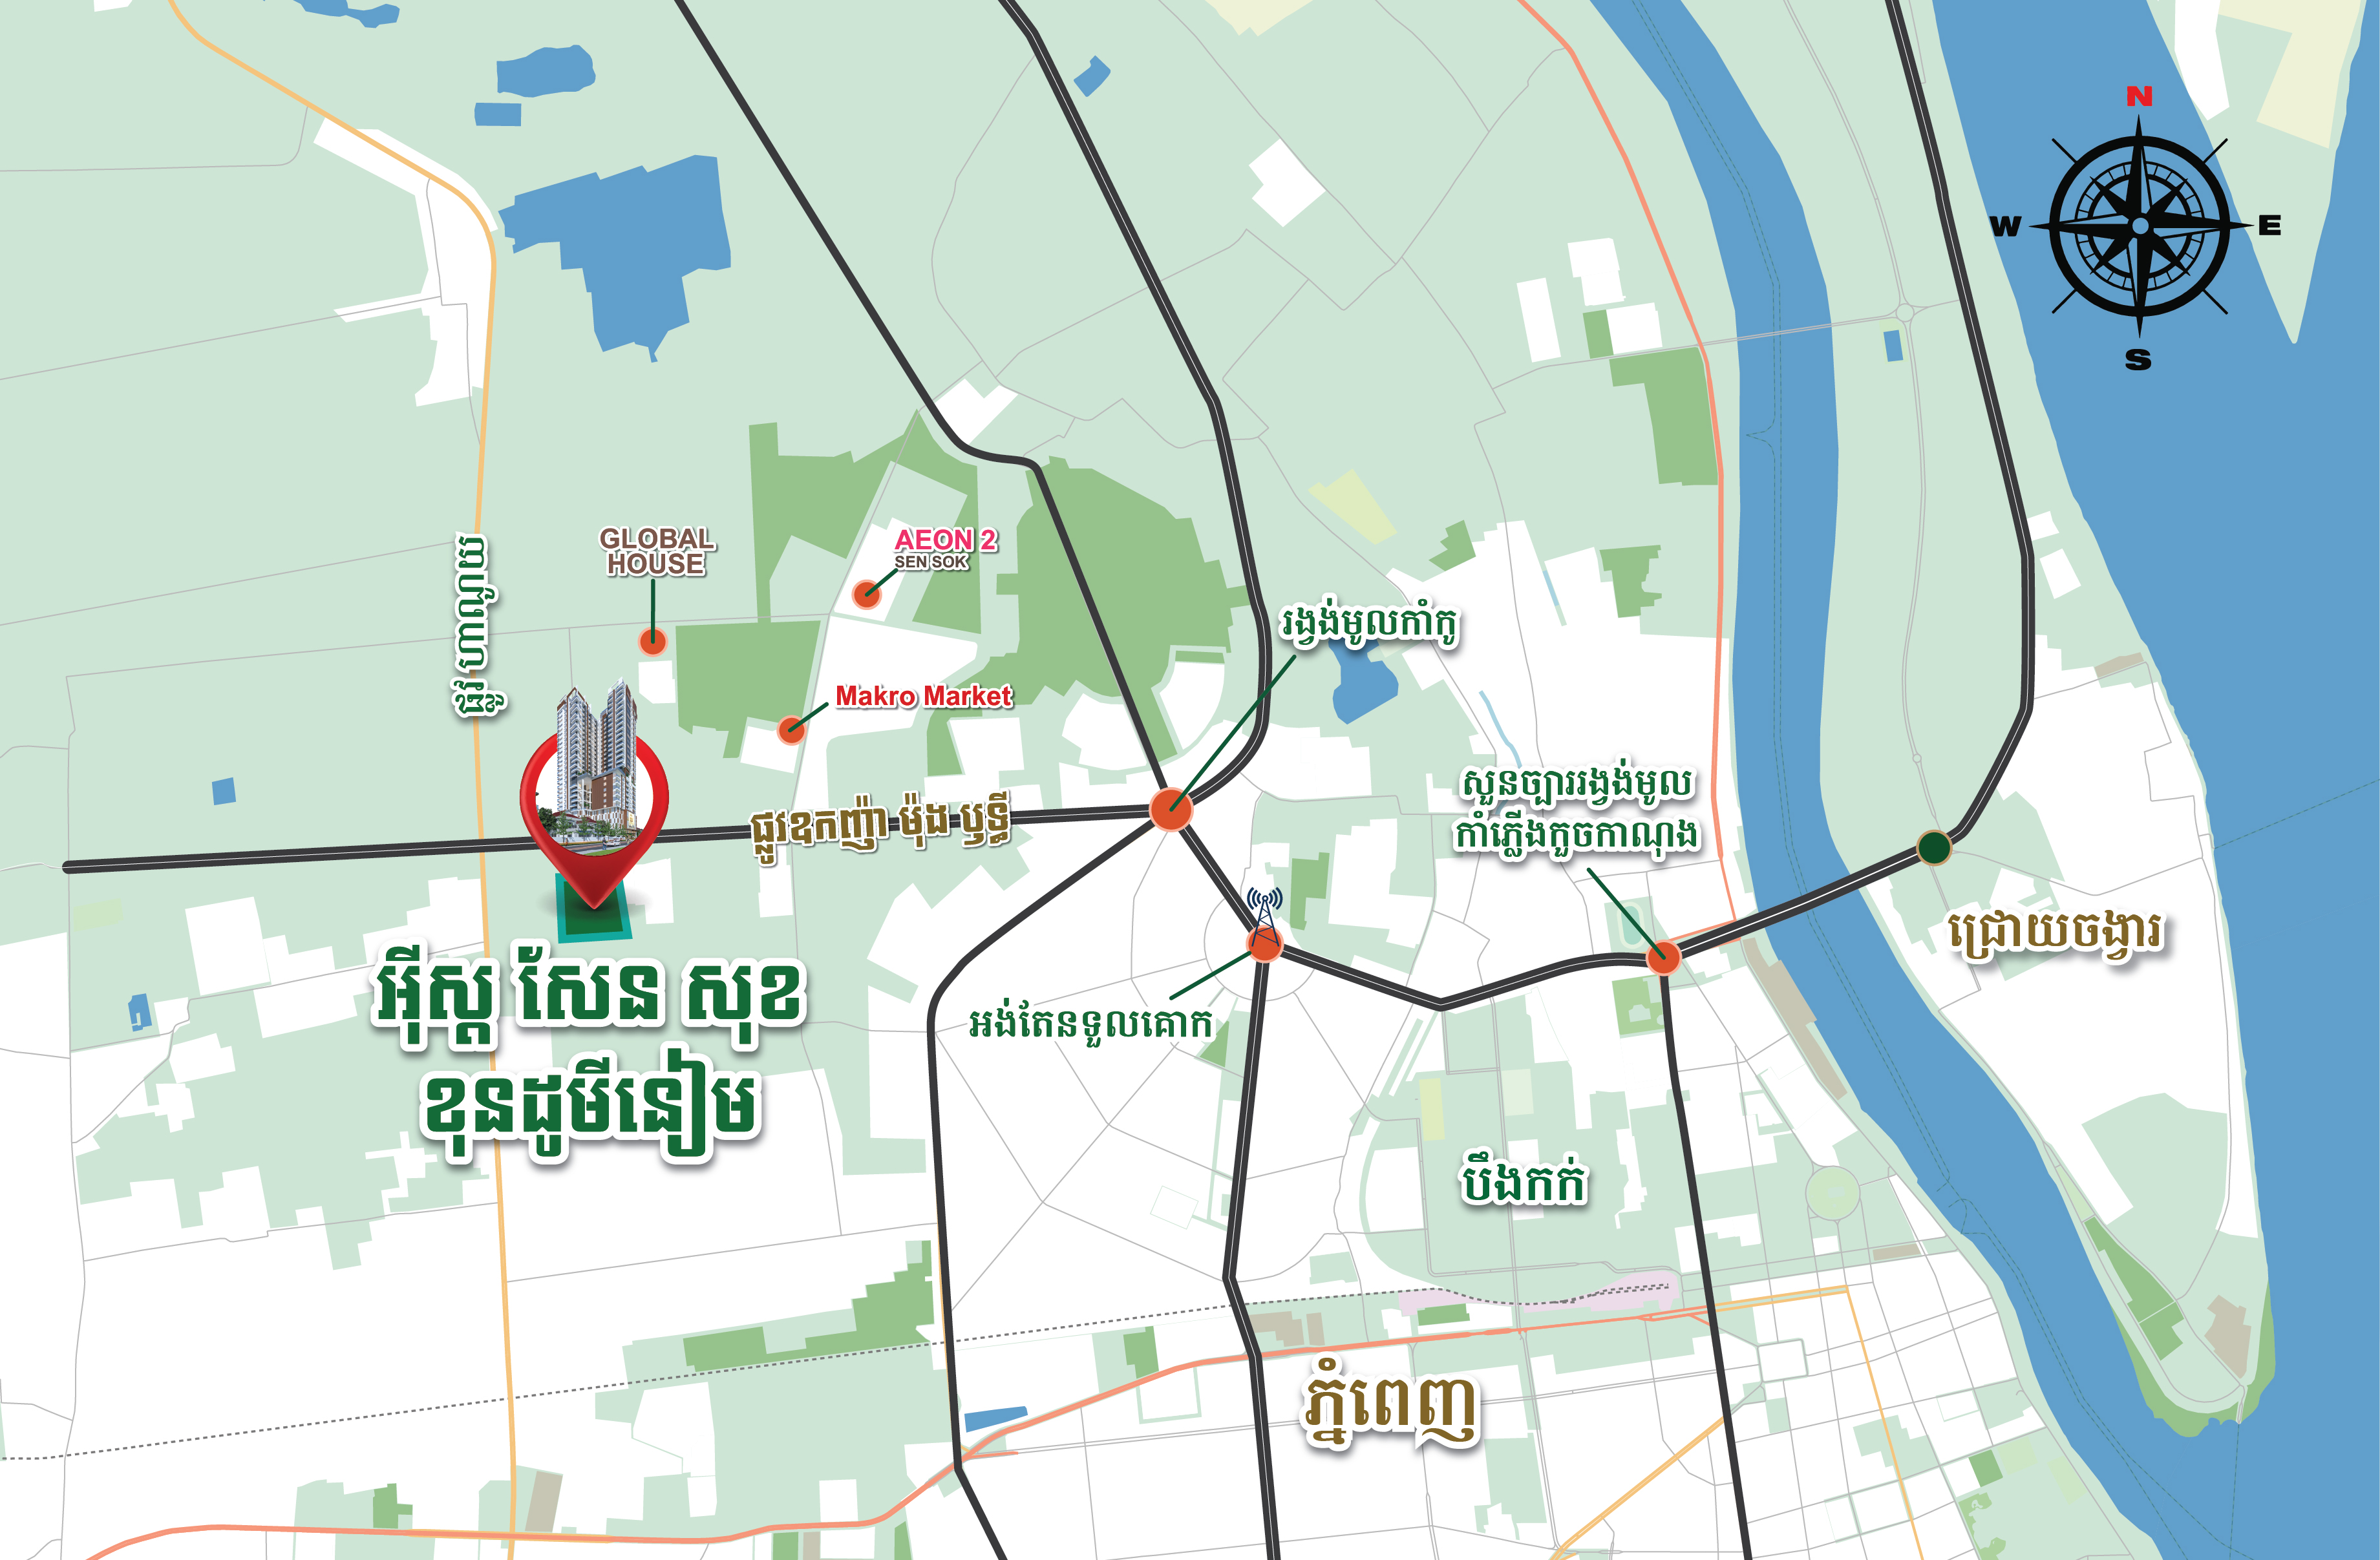 N
W
E
S
GLOBAL
HOUSE
AEON 2
SEN SOK
ផ្លូវ ហាណូយ
រង្វង់មូលកាំកូ
Makro Market
សួនច្បាររង្វង់មូល
កាំភ្លើងកួចកាណុង
ផ្លូវឧកញ៉ា ម៉ុង ឫទ្ធី
ជ្រោយចង្វារ
អ៊ីស្ត សែន សុខ
ខុនដូមីនៀម
អង់តែនទួលគោក
បឹងកក់
ភ្នំពេញ